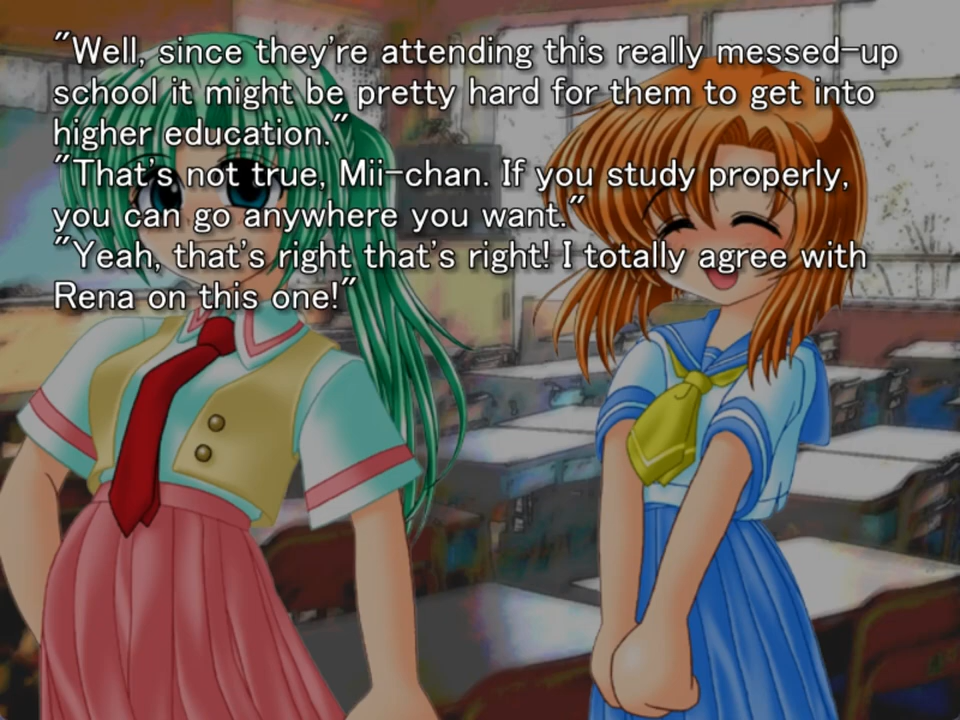 "Well, since they're attending this really messed-up
school it might be pretty hard for them to get into
higher education."
"That's not true, Mii-chan. If you study properly,
you can go anywhere you want."
"Yeah, that's right that's right! I totally agree with
Rena on this one!"